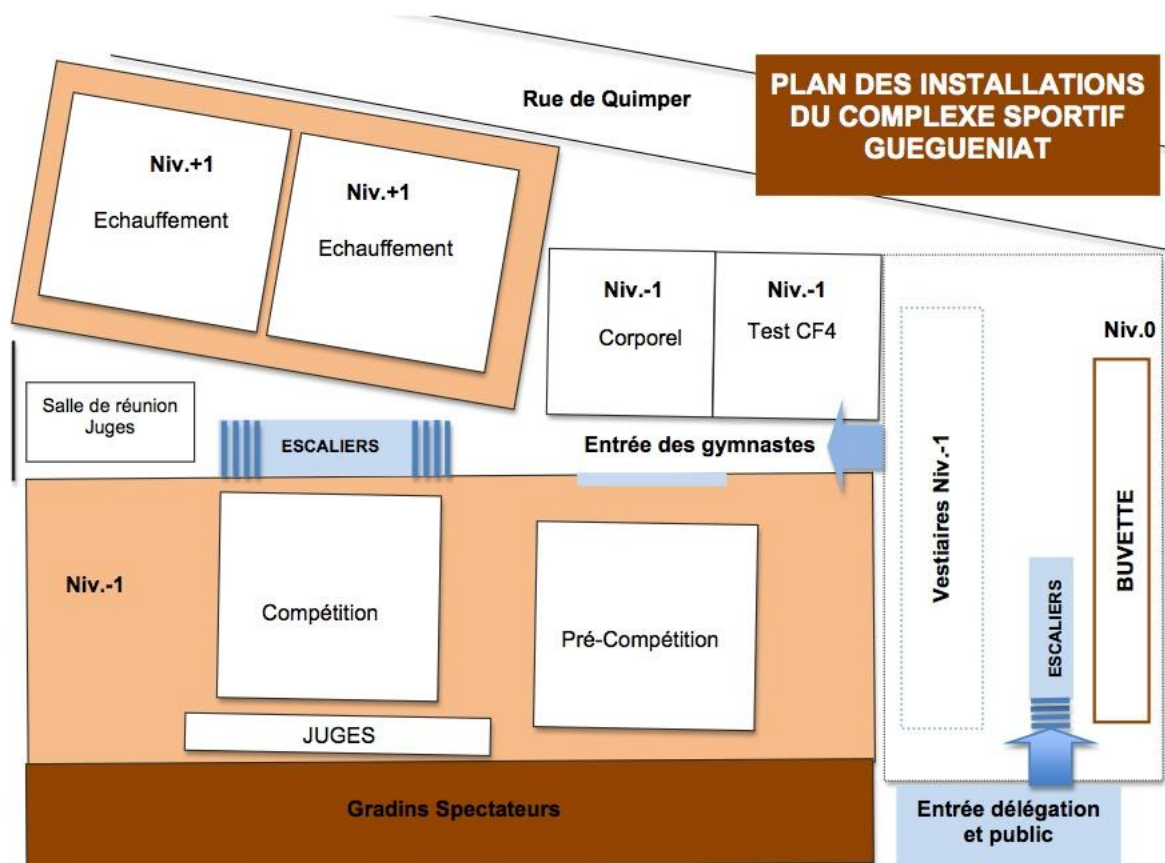 PLAN DES INSTALLATIONS
DU COMPLEXE SPORTIF
GUEGUENIAT
Rue de Quimper
Niv.+1
Echauffement
Niv.+1
Echauffement
Niv.-1
Corporel
Niv.-1
Test CF4
Niv.0
Salle de réunion
Juges
ESCALIERS
Entrée des gymnastes
Vestiaires Niv.-1
BUVETTE
ESCALIERS
Niv.-1
Compétition
Pré-Compétition
JUGES
Gradins Spectateurs
Entrée délégation
et public